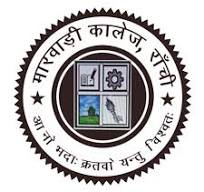 मारवाड़ी कालेज, राँची
आ नो भद्राः क्रतवो यन्तु विश्वतः